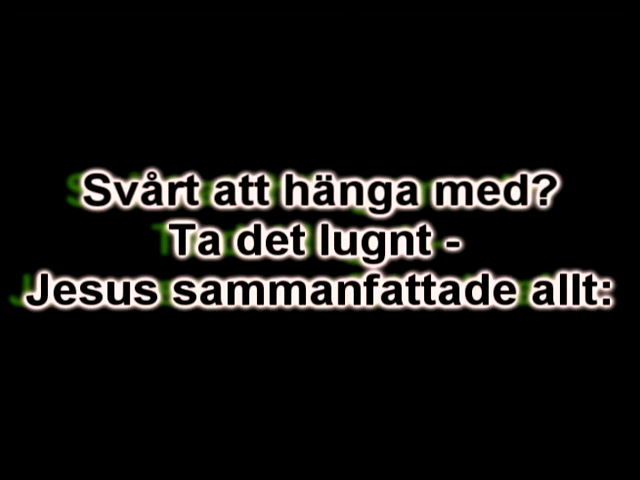 Svårt att hänga med?
Ta det lugnt -
Jesus sammanfattade allt: